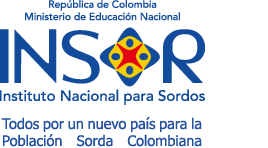 República de Colombia
Ministerio de Educación Nacional
INSOR
Instituto Nacional para Sordos
Todos por un nuevo país para la
Población Sorda Colombiana